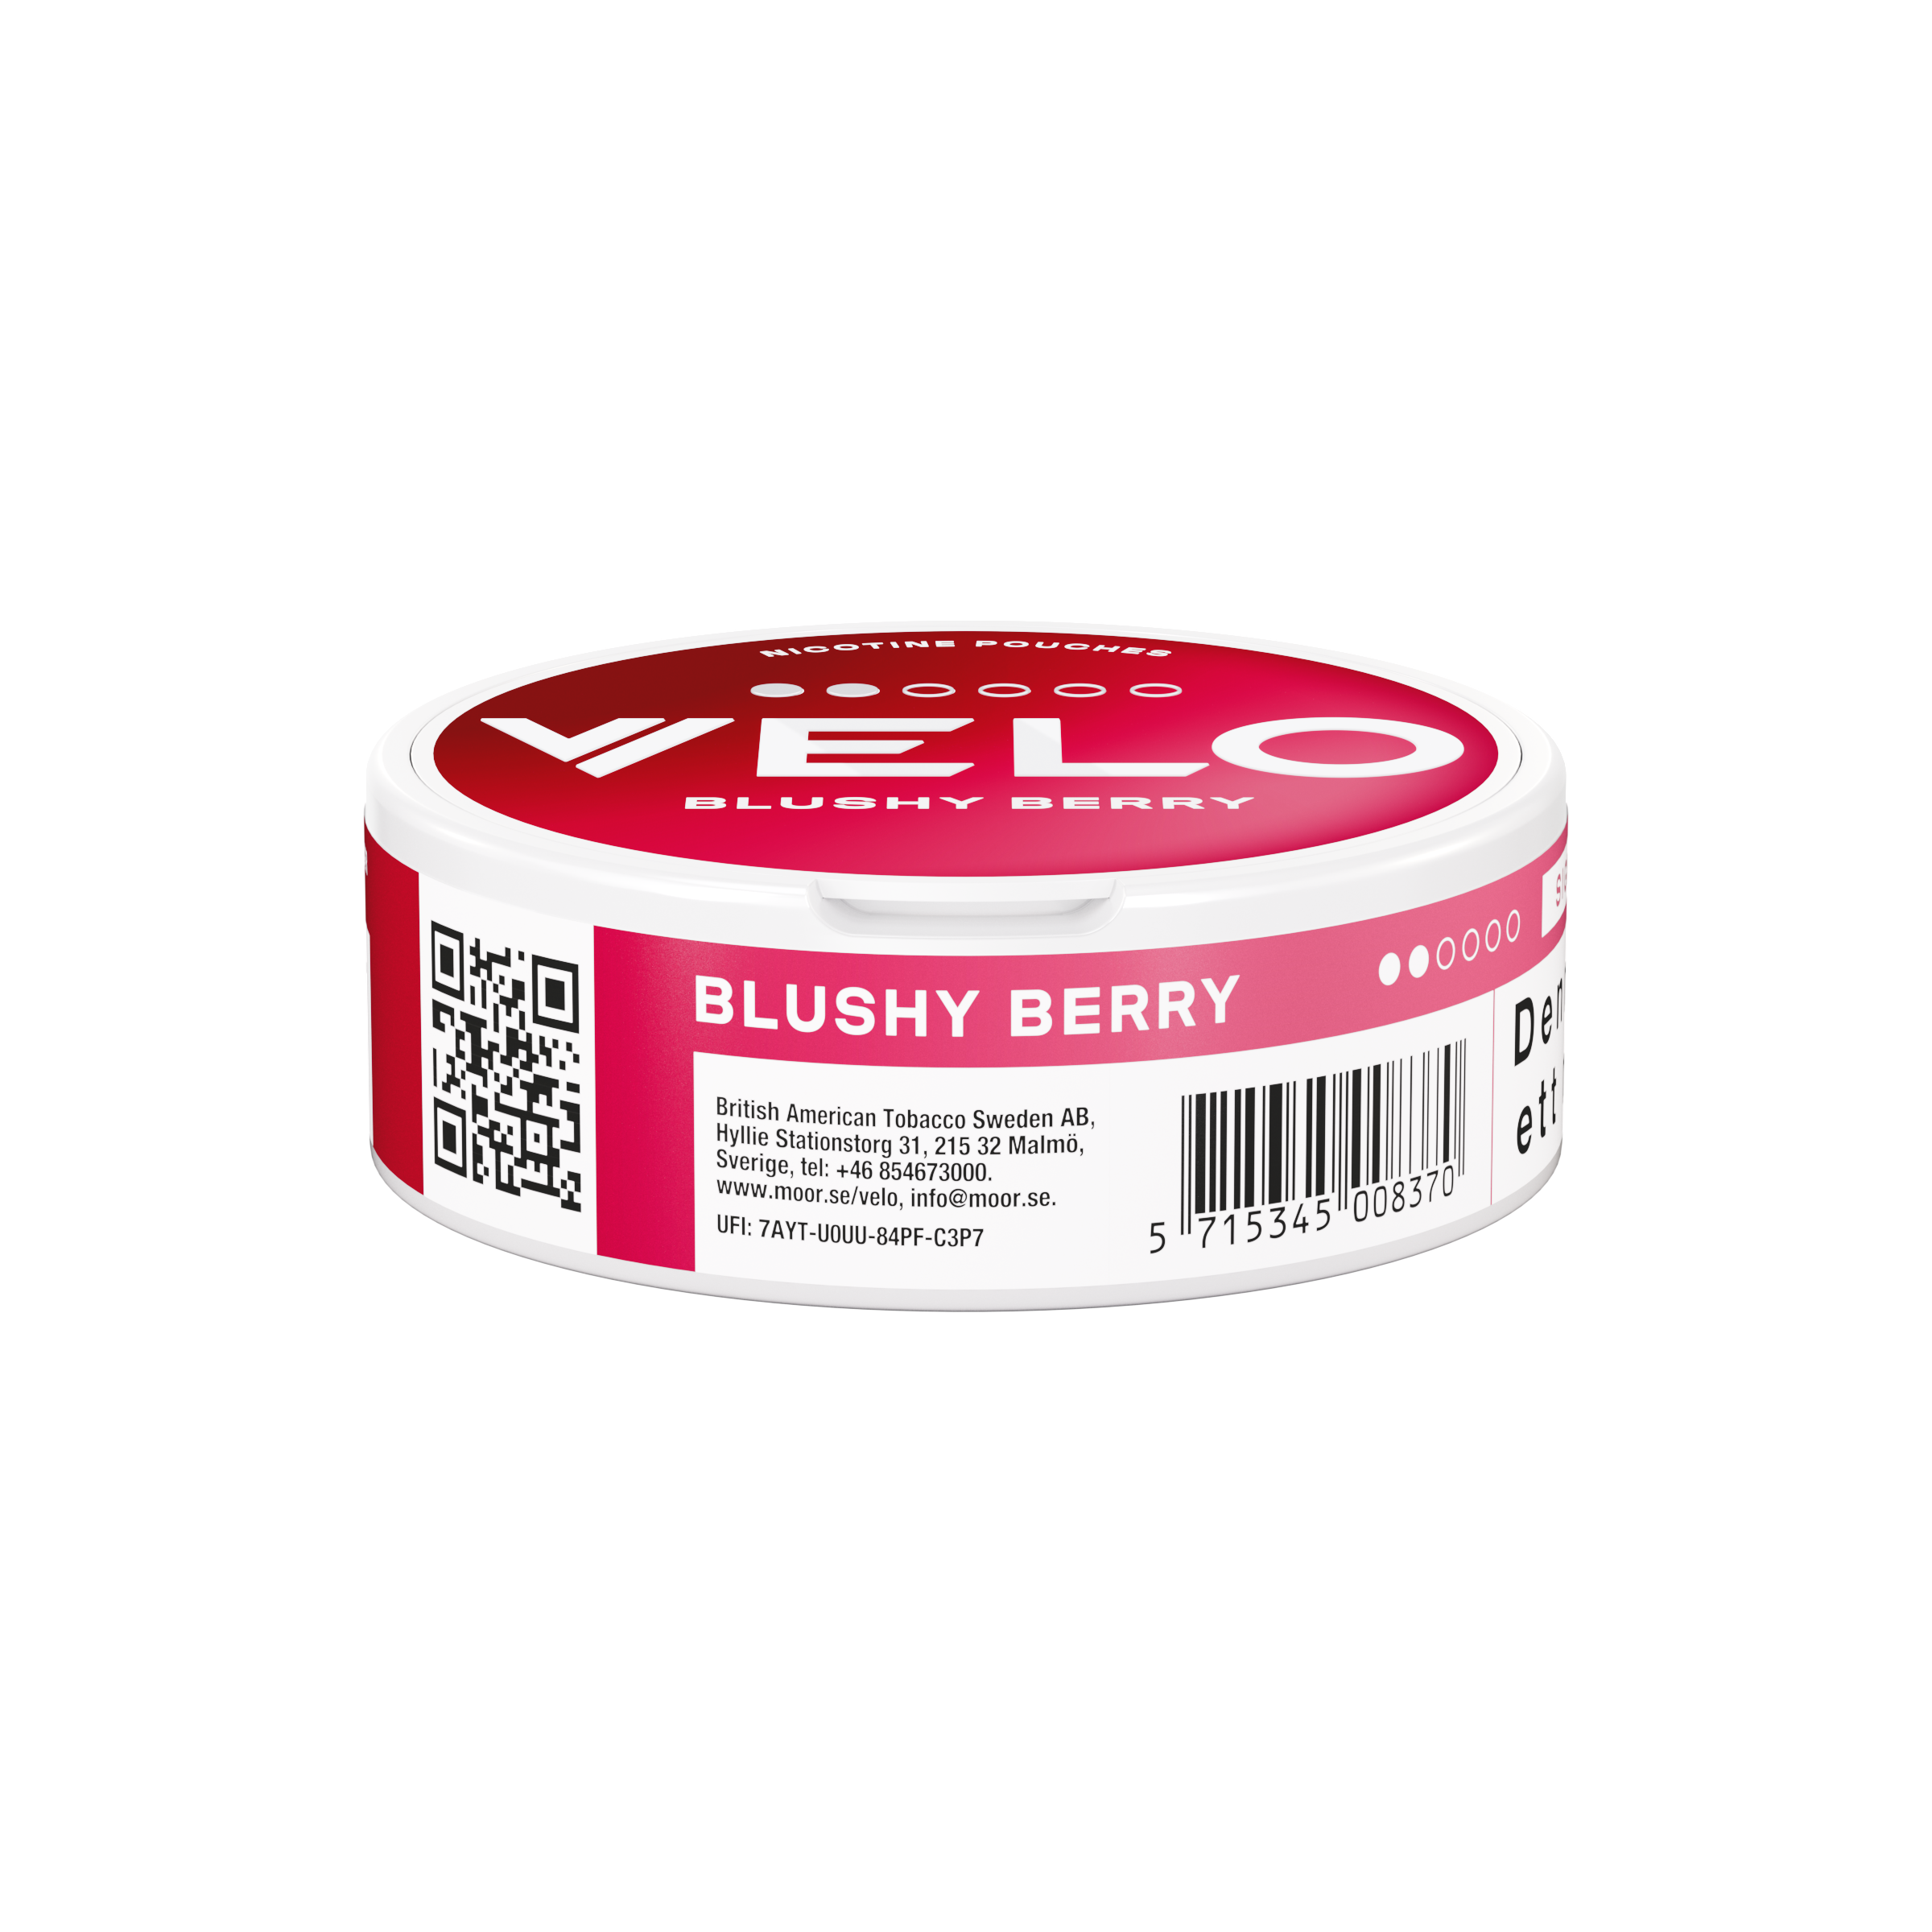 NICOTINE POUCHES
VELO
BLUSHY BERRY
BLUSHY BERRY
British American Tobacco Sweden AB,
Hyllie Stationstorg 31, 215 32 Malmö,
Sverige, tel: +46 854673000.
www.moor.se/velo, info@moor.se.
UFI: 7AYT-U0UU-84PF-C3P7
5 715345 008370
ett